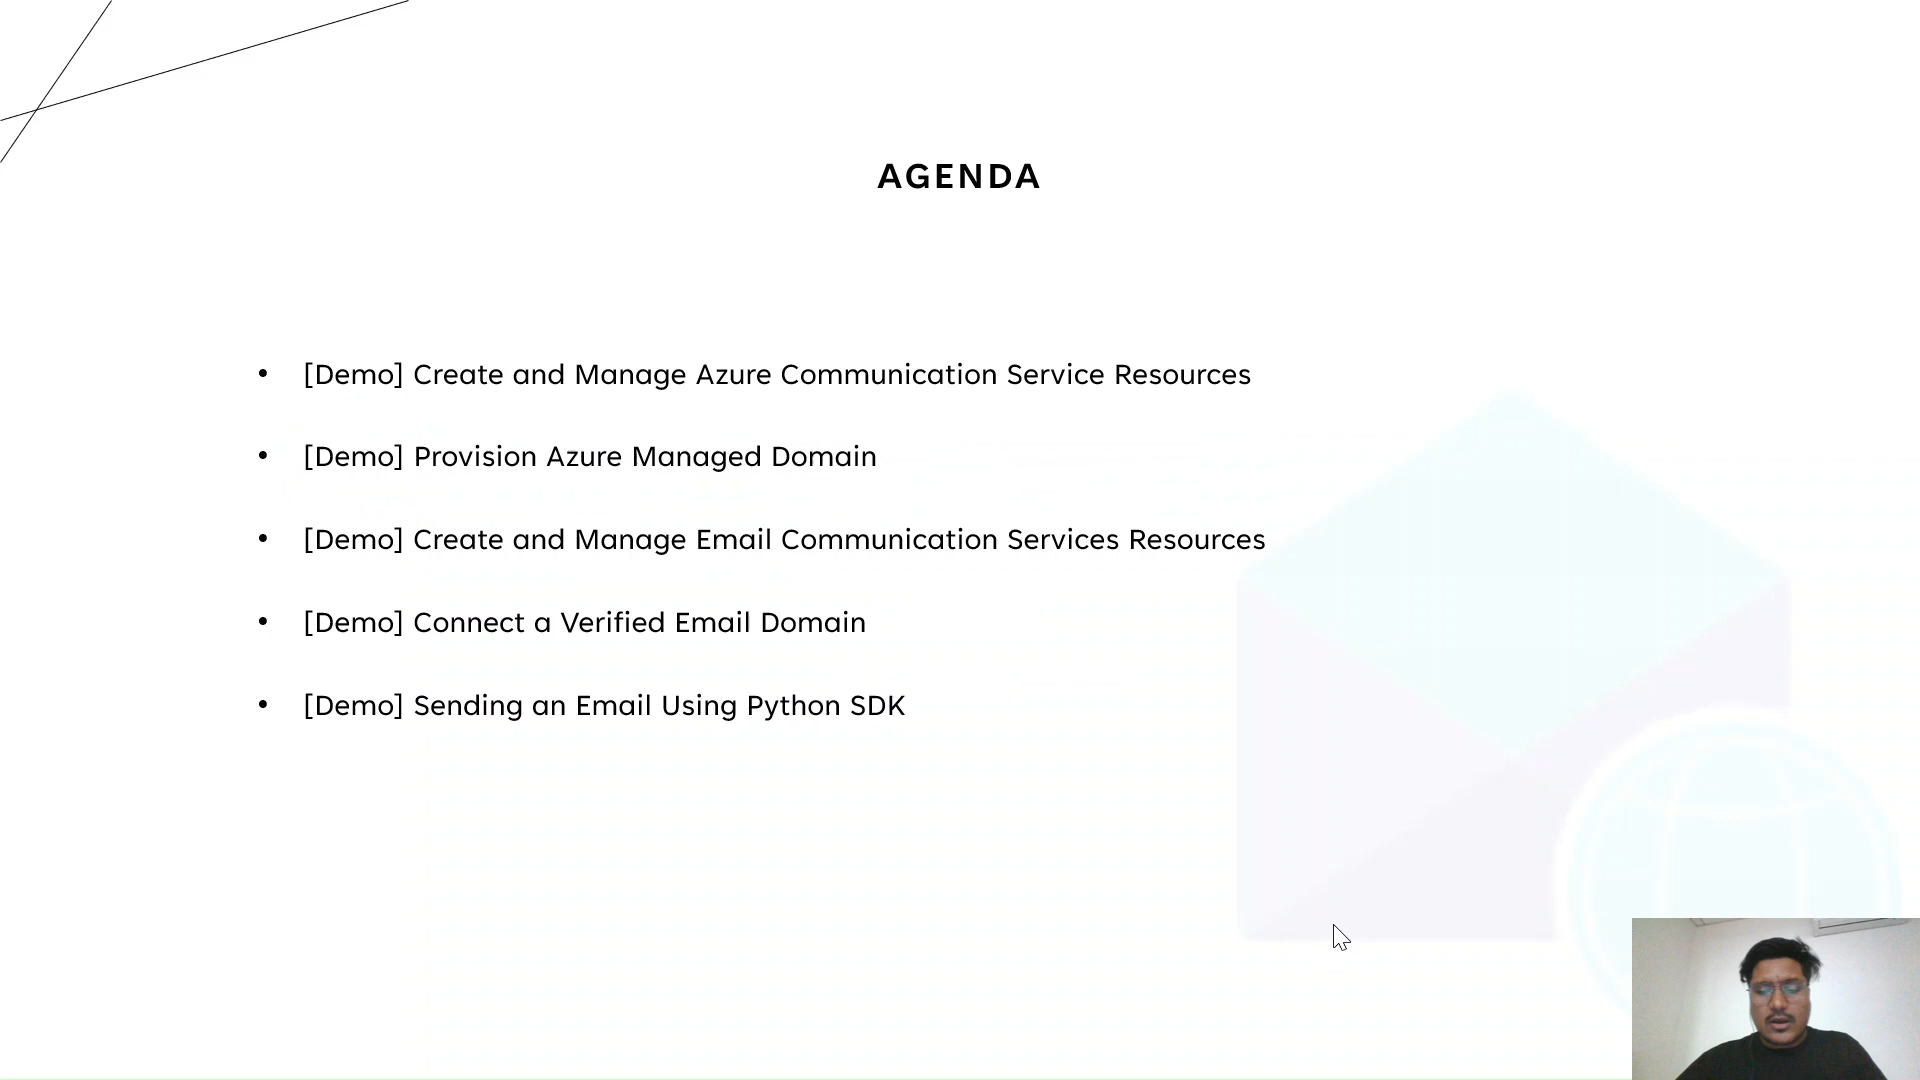 AGENDA
• [Demo] Create and Manage Azure Communication Service Resources
• [Demo] Provision Azure Managed Domain
• [Demo] Create and Manage Email Communication Services Resources
• [Demo] Connect a Verified Email Domain
• [Demo] Sending an Email Using Python SDK